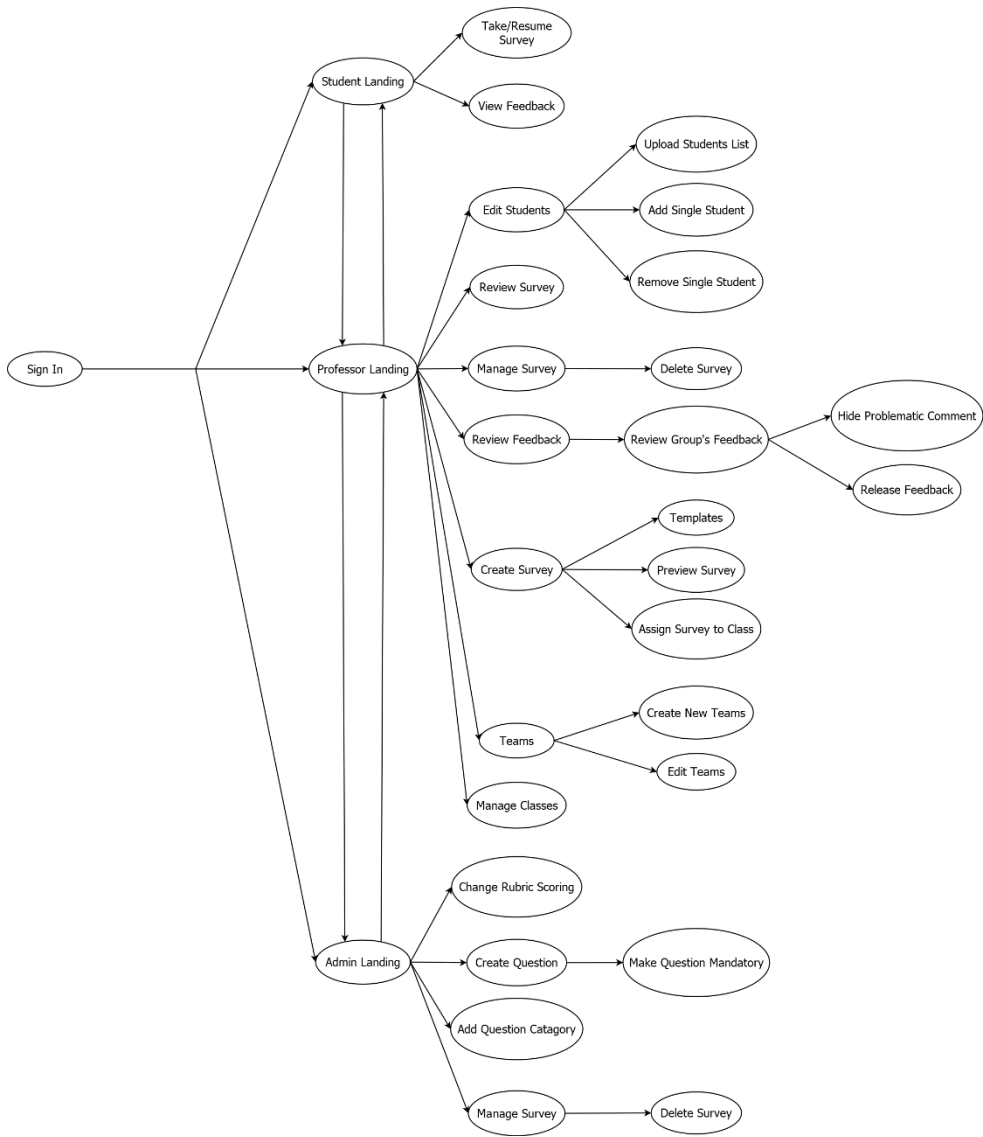 Take/Resume
Survey
Student Landing
View Feedback
Upload Students List
Edit Students
Add Single Student
Remove Single Student
Review Survey
Sign In
Professor Landing
Manage Survey
Delete Survey
Review Feedback
Review Group's Feedback
Hide Problematic Comment
Release Feedback
Templates
Create Survey
Preview Survey
Assign Survey to Class
Create New Teams
Teams
Edit Teams
Manage Classes
Change Rubric Scoring
Admin Landing
Create Question
Make Question Mandatory
Add Question Catagory
Manage Survey
Delete Survey